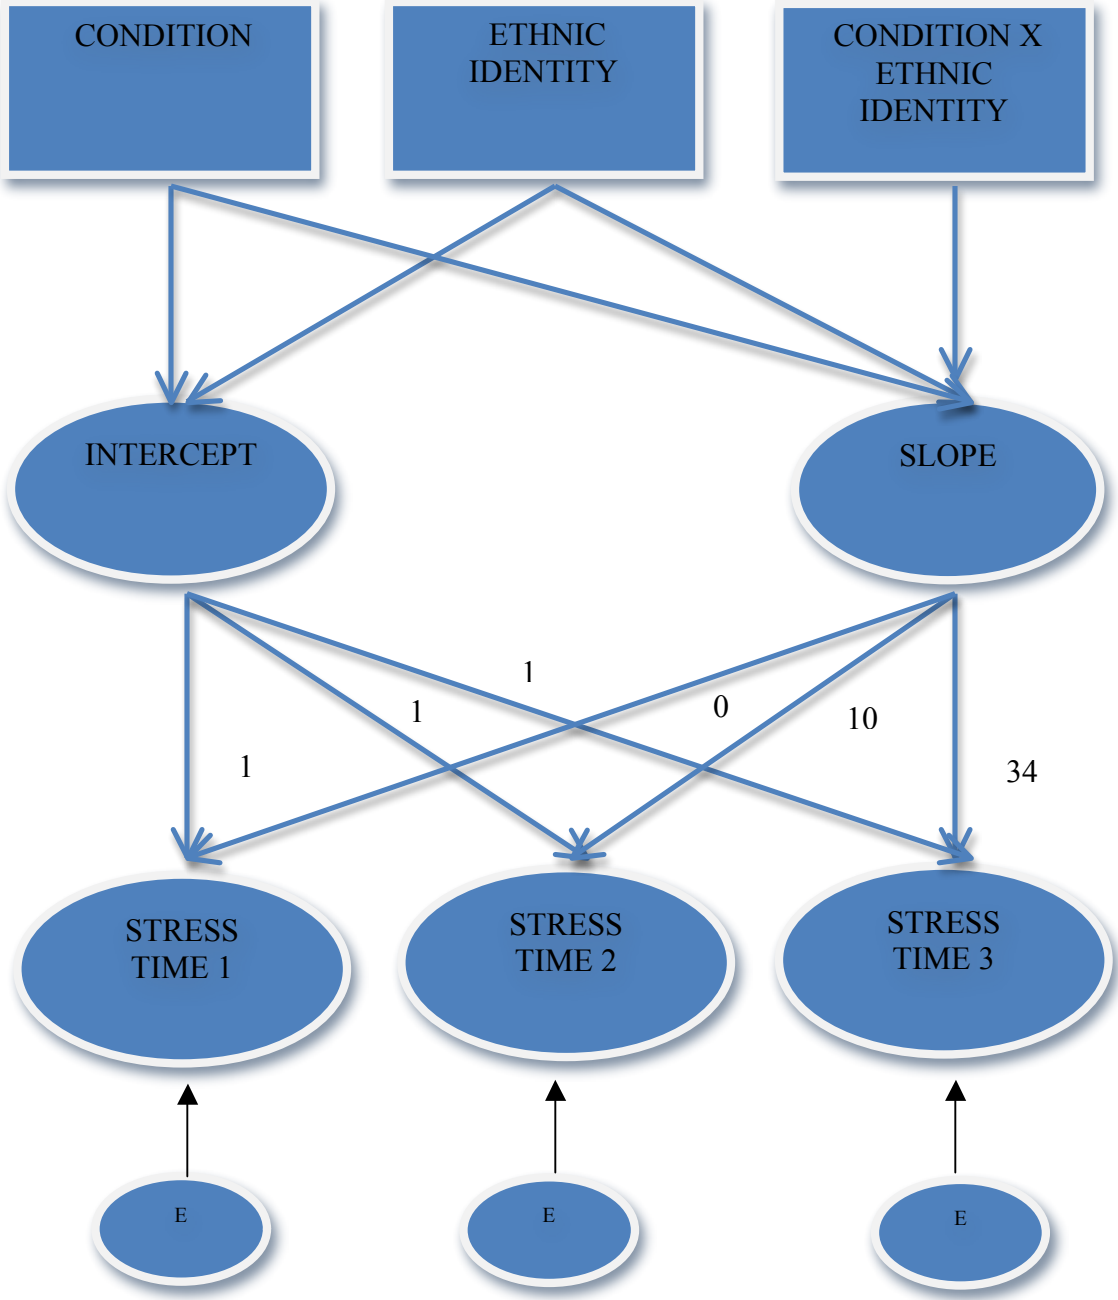 CONDITION
ETHNIC
IDENTITY
CONDITION X
ETHNIC
IDENTITY
INTERCEPT
SLOPE
1
1
1
0
10
34
STRESS
TIME 1
STRESS
TIME 2
STRESS
TIME 3
E
E
E